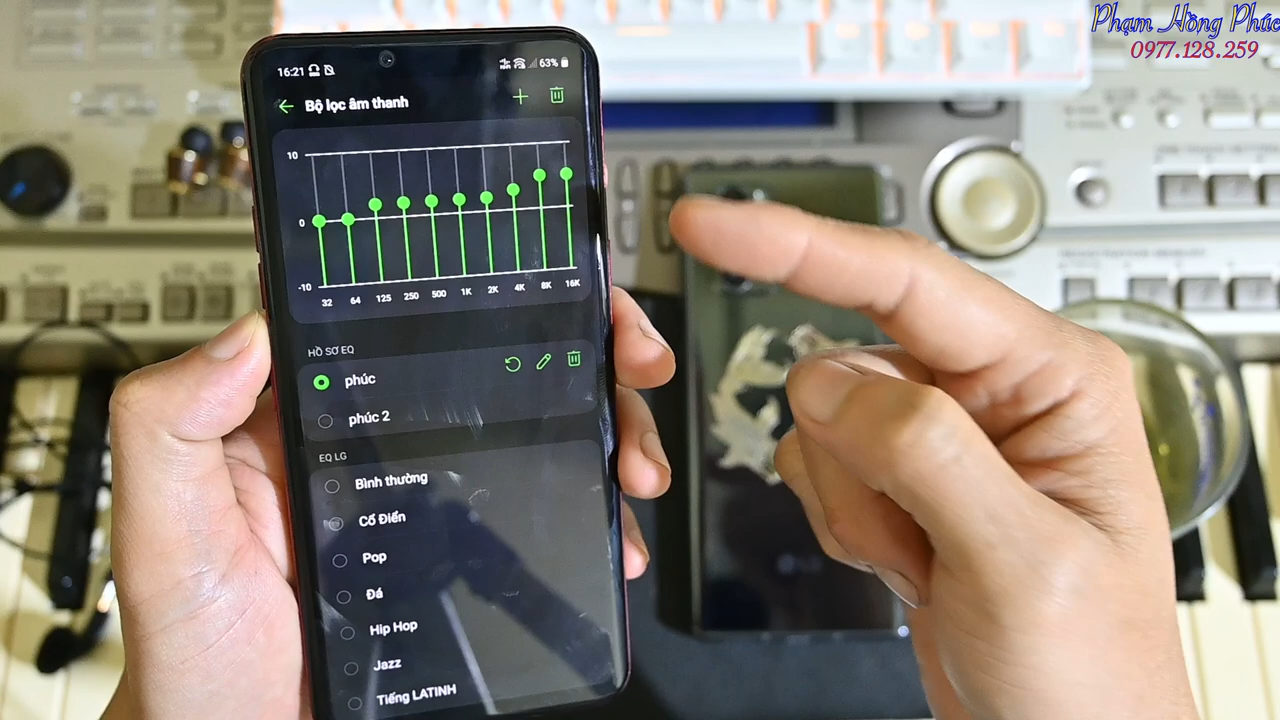 Phạm Hồng Phúc
0977.128.259
16:21
63%
Bộ lọc âm thanh
10
0
-10
32 64 125 250 500 1K 2K 4K 8K 16K
HỒ SƠ EQ
phúc
phúc 2
EQ LG
Bình thường
Cổ Điển
Pop
Đá
Hip Hop
Jazz
Tiếng LATINH